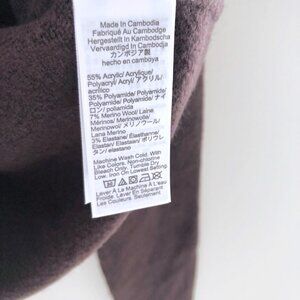 Made In Cambodia
Fabriqué Au Cambodge
Hergestellt In Kambodscha
Vervaardigd In Cambodja
カンボジア製
hecho en camboya
55% Acrylic/ Acrylique/
Polyacryl/ Acryl/ アクリル/
acrílico
35% Polyamide/ Polyamide/
Polyamid/ Polyamide/ ナイ
ロン/ poliamida
7% Merino Wool/ Laine
Mérinos/ Merinowolle/
Merinowol/ メリノウール/
Lana Merino
3% Elastane/ Élasthanne/
Elastan/ Elastaan/ ポリウレ
タン/ elastano
Machine Wash Cold, With
Like Colors, Non-chlorine
Bleach Only, Tumble Dry
Low, Iron On Lowest Setting
Laver À La Machine À L'eau
Froide, Laver En Séparant
Les Couleurs, Seulement